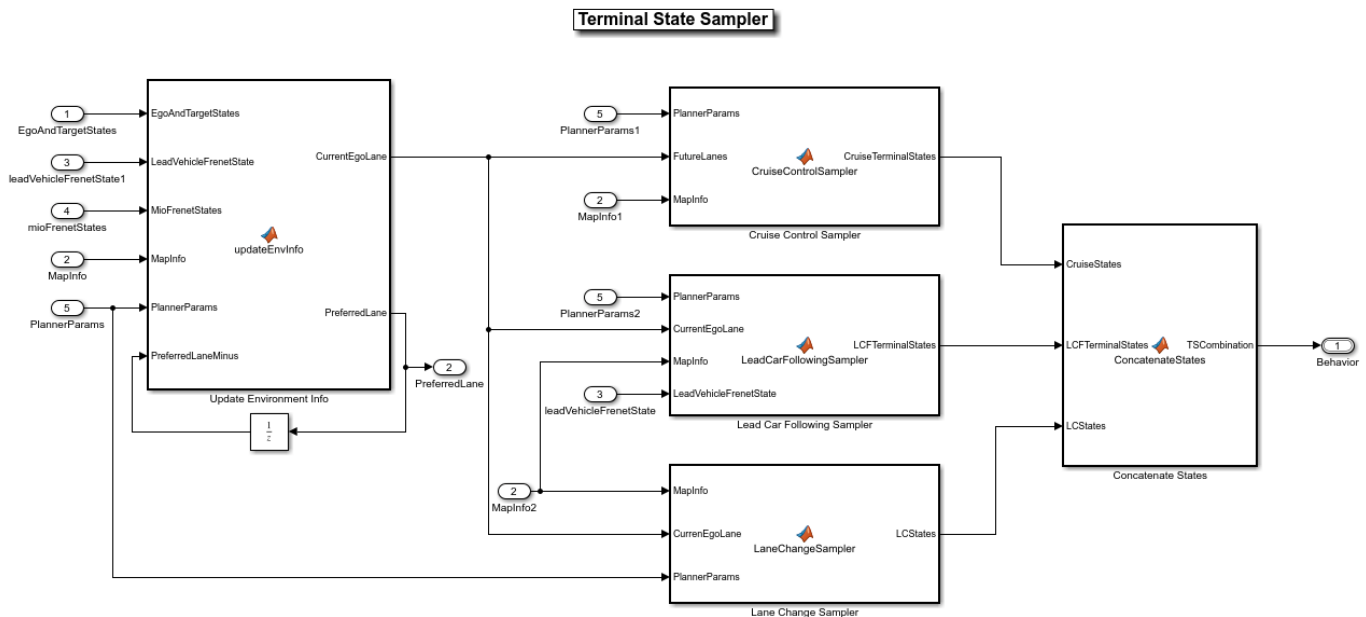 Terminal State Sampler
1
EgoAndTargetStates
3
leadVehicleFrenetState1
4
mioFrenetStates
2
MapInfo
5
PlannerParams
EgoAndTargetStates
LeadVehicleFrenetState
MioFrenetStates
MapInfo
PlannerParams
PreferredLaneMinus
updateEnvInfo
CurrentEgoLane
PreferredLane
Update Environment Info
1
z
2
PreferredLane
5
PlannerParams1
2
MapInfo1
PlannerParams
FutureLanes
MapInfo
CruiseControlSampler
CruiseTerminalStates
Cruise Control Sampler
5
PlannerParams2
3
leadVehicleFrenetState
PlannerParams
CurrentEgoLane
MapInfo
LeadVehicleFrenetState
LeadCarFollowingSampler
LCFTerminalStates
Lead Car Following Sampler
2
MapInfo2
MapInfo
CurrenEgoLane
PlannerParams
LaneChangeSampler
LCStates
Lane Change Sampler
CruiseStates
LCFTerminalStates
LCStates
ConcatenateStates
TSCombination
Concatenate States
1
Behavior